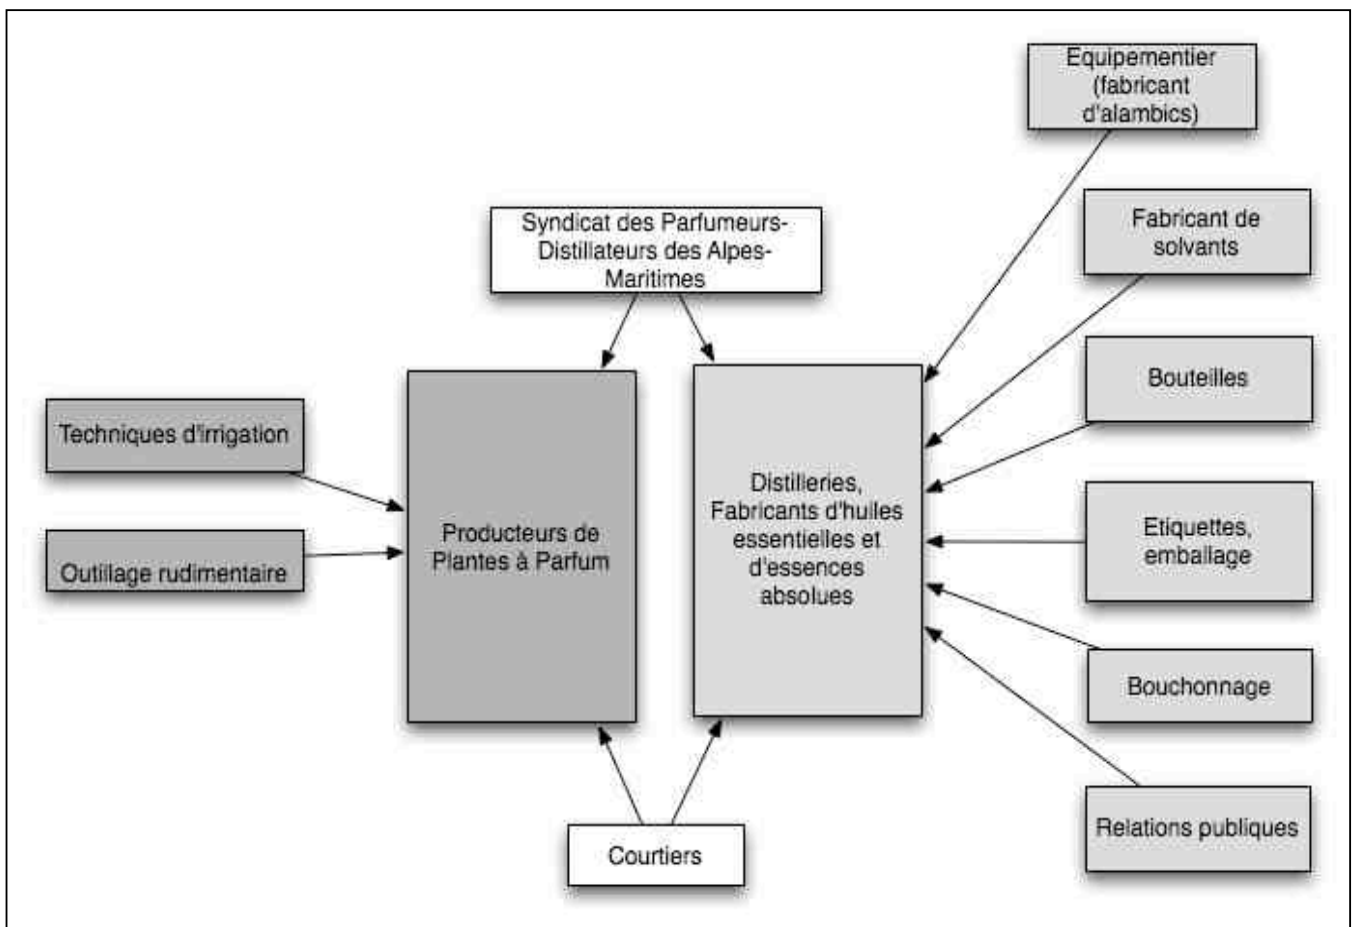 Equipementier
(fabricant
d'alambics)
Syndicat des Parfumeurs-
Distillateurs des Alpes-
Maritimes
Fabricant de
solvants
Bouteilles
Techniques d'irrigation
Outillage rudimentaire
Producteurs de
Plantes à Parfum
Distilleries,
Fabricants d'huiles
essentielles et
d'essences
absolues
Etiquettes,
emballage
Bouchonnage
Relations publiques
Courtiers